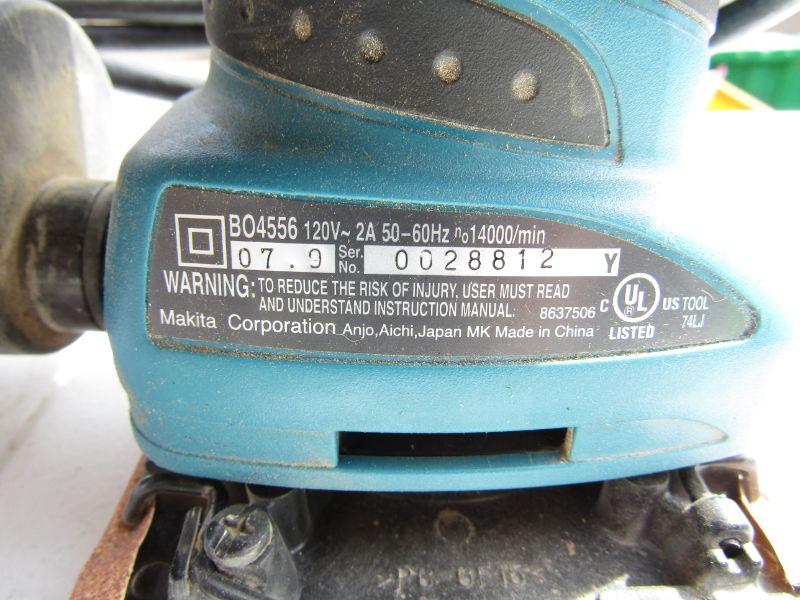 BO4556 120V~ 2A 50-60Hz n₀14000/min
07.9 Ser. No. 0028812 Y
WARNING: TO REDUCE THE RISK OF INJURY, USER MUST READ
AND UNDERSTAND INSTRUCTION MANUAL. 8637506 C UL ® US TOOL
LISTED 74LJ
Makita Corporation Anjo,Aichi,Japan MK Made in China